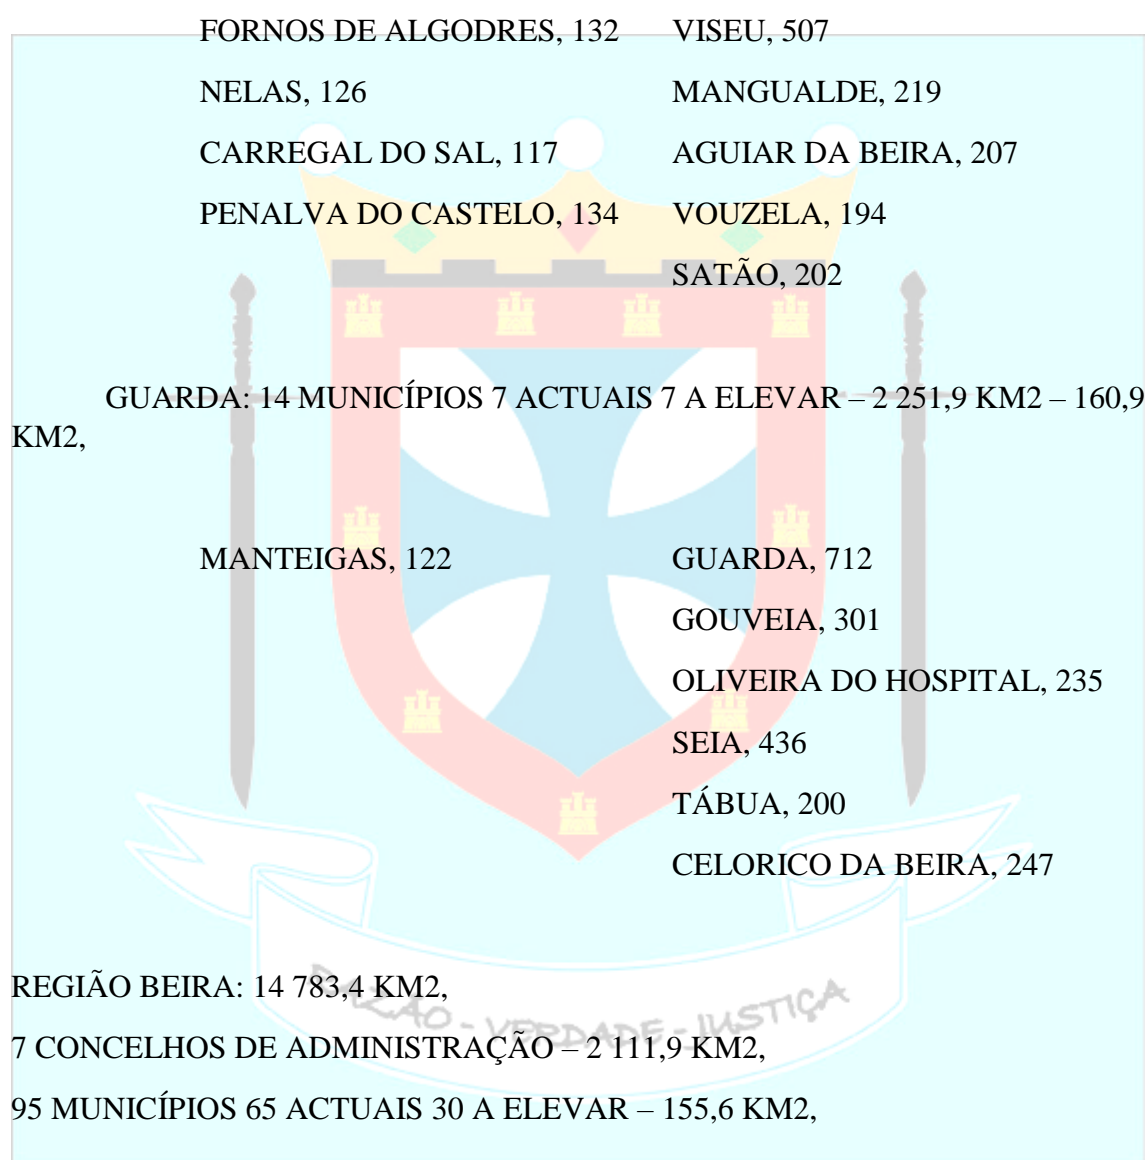 FORNOS DE ALGODRES, 132 VISEU, 507
NELAS, 126 MANGUALDE, 219
CARREGAL DO SAL, 117 AGUIAR DA BEIRA, 207
PENALVA DO CASTELO, 134 VOUZELA, 194
SATÃO, 202
GUARDA: 14 MUNICÍPIOS 7 ACTUAIS 7 A ELEVAR – 2 251,9 KM2 – 160,9
KM2,
MANTEIGAS, 122 GUARDA, 712
GOUVEIA, 301
OLIVEIRA DO HOSPITAL, 235
SEIA, 436
TÁBUA, 200
CELORICO DA BEIRA, 247
REGIÃO BEIRA: 14 783,4 KM2,
RAZÃO - VERDADE - JUSTIÇA
7 CONCELHOS DE ADMINISTRAÇÃO – 2 111,9 KM2,
95 MUNICÍPIOS 65 ACTUAIS 30 A ELEVAR – 155,6 KM2,